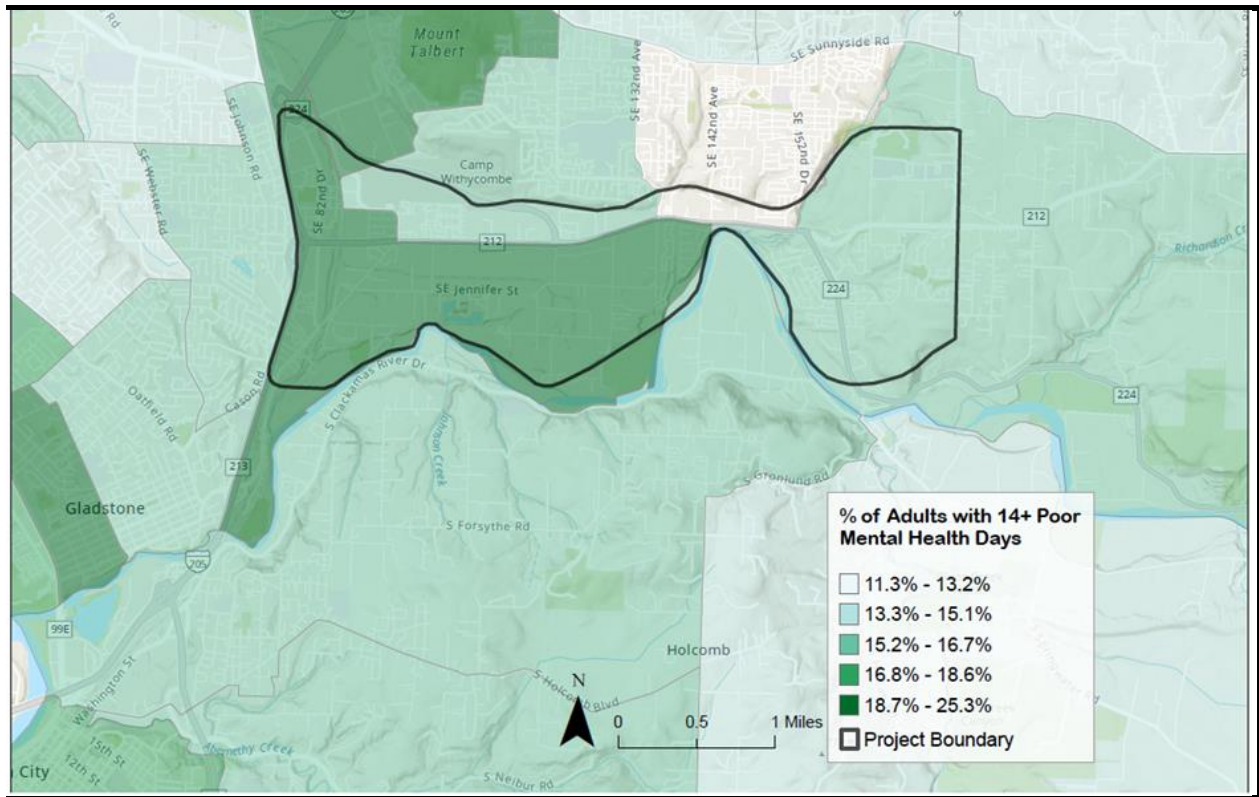 Mount
Talbert
SE Sunnyside Rd
SE 132nd Ave
SE 142nd Ave
SE 152nd Dr
224
SE Johnson Rd
SE Webster Rd
SE 82nd Dr
Camp
Withycombe
212
212
Richardson Cr
SE Jennifer St
224
S Clackamas River Dr
Cason Rd
Oatfield Rd
224
213
Johnson Creek
Gladstone
S Gronlund Rd
S Forsythe Rd
205
99E
Holcomb
Washington St
S Holcomb Blvd
Abernethy Creek
15th St
12th St
City
S Neibur Rd
N
0 0.5 1 Miles
% of Adults with 14+ Poor
Mental Health Days
11.3% - 13.2%
13.3% - 15.1%
15.2% - 16.7%
16.8% - 18.6%
18.7% - 25.3%
Project Boundary